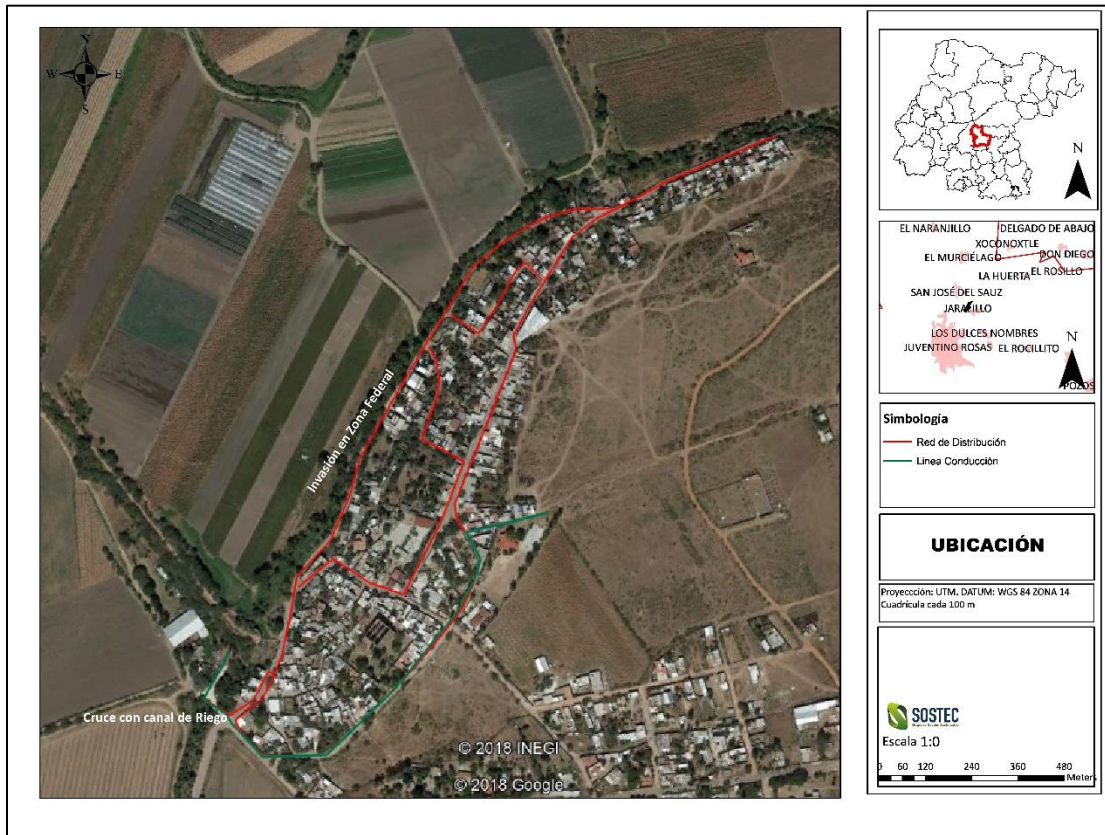 N
W E
S
Invasión en Zona Federal
Cruce con canal de Riego
© 2018 INEGI
© 2018 Google
N
EL NARANJILLO
DELGADO DE ABAJO
XOCONOXTLE
DON DIEGO
EL MURCIÉLAGO
LA HUERTA
EL ROSILLO
SAN JOSÉ DEL SAUZ
JARALILLO
LOS DULCES NOMBRES
JUVENTINO ROSAS
EL ROCILLITO
N
POZOS
Simbología
Red de Distribución
Linea Conducción
UBICACIÓN
Proyeccción: UTM. DATUM: WGS 84 ZONA 14
Cuadrícula cada 100 m
SOSTEC
Escala 1:0
0 60 120 240 360 480
Meters